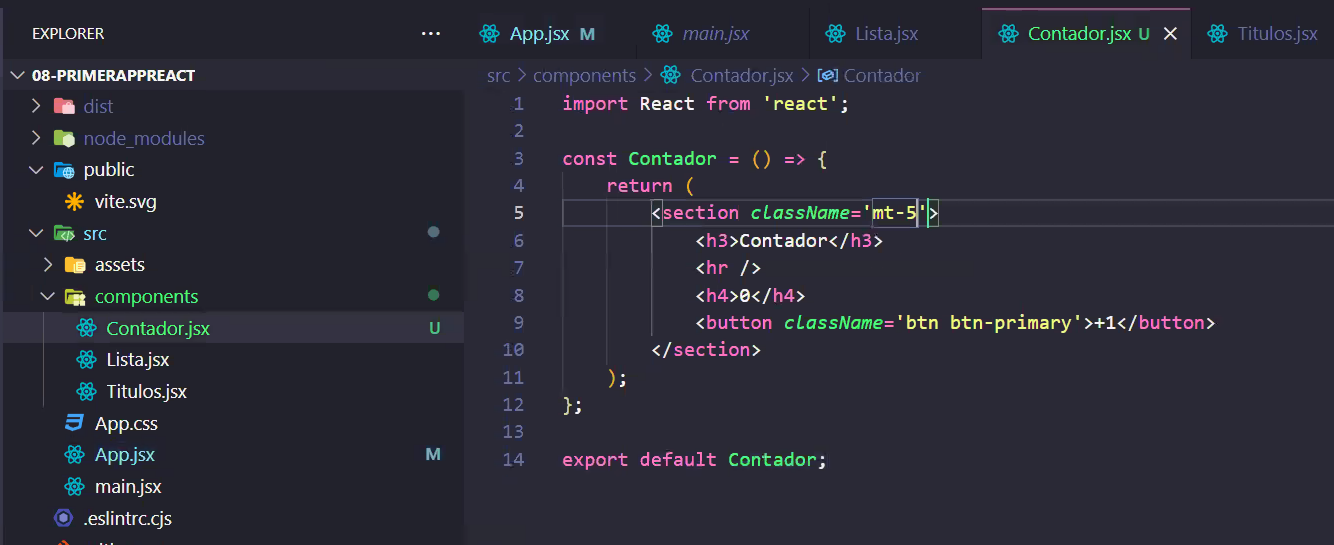 EXPLORER ...
08-PRIMERAPPREACT
dist
node_modules
public
vite.svg
src
assets
components
Contador.jsx U
Lista.jsx
Titulos.jsx
App.css
App.jsx M
main.jsx
.eslintrc.cjs
App.jsx M main.jsx Lista.jsx Contador.jsx U Titulos.jsx
src > components > Contador.jsx > Contador
1 import React from 'react';
2
3 const Contador = () => {
4 return (
5 <section className='mt-5'>
6 <h3>Contador</h3>
7 <hr />
8 <h4>0</h4>
9 <button className='btn btn-primary'>+1</button>
10 </section>
11 );
12 };
13
14 export default Contador;